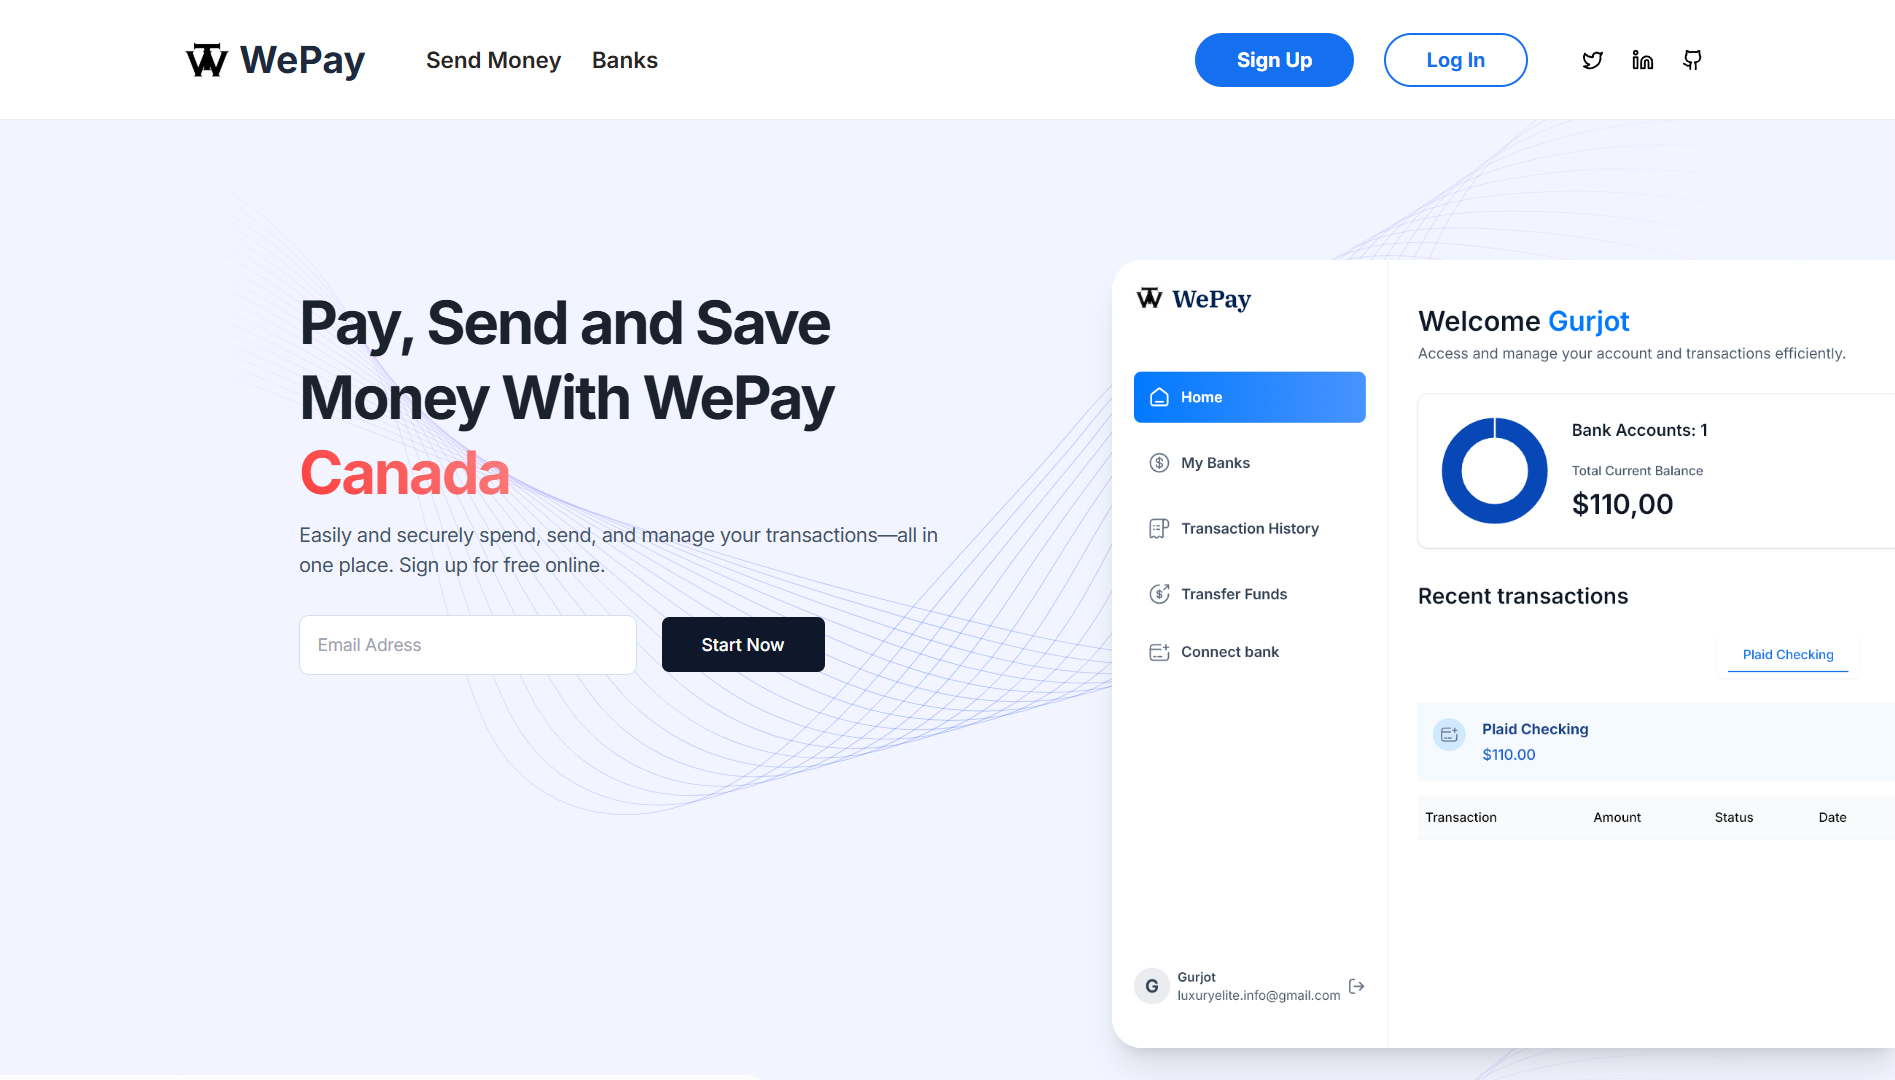 WePay
Send Money
Banks
Sign Up
Log In
Pay, Send and Save
Money With WePay
Canada
Easily and securely spend, send, and manage your transactions—all in
one place. Sign up for free online.
Email Adress
Start Now
WePay
Home
My Banks
Transaction History
Transfer Funds
Connect bank
G
Gurjot
luxuryelite.info@gmail.com
Welcome Gurjot
Access and manage your account and transactions efficiently.
Bank Accounts: 1
Total Current Balance
$110,00
Recent transactions
Plaid Checking
Plaid Checking
$110.00
Transaction Amount Status Date